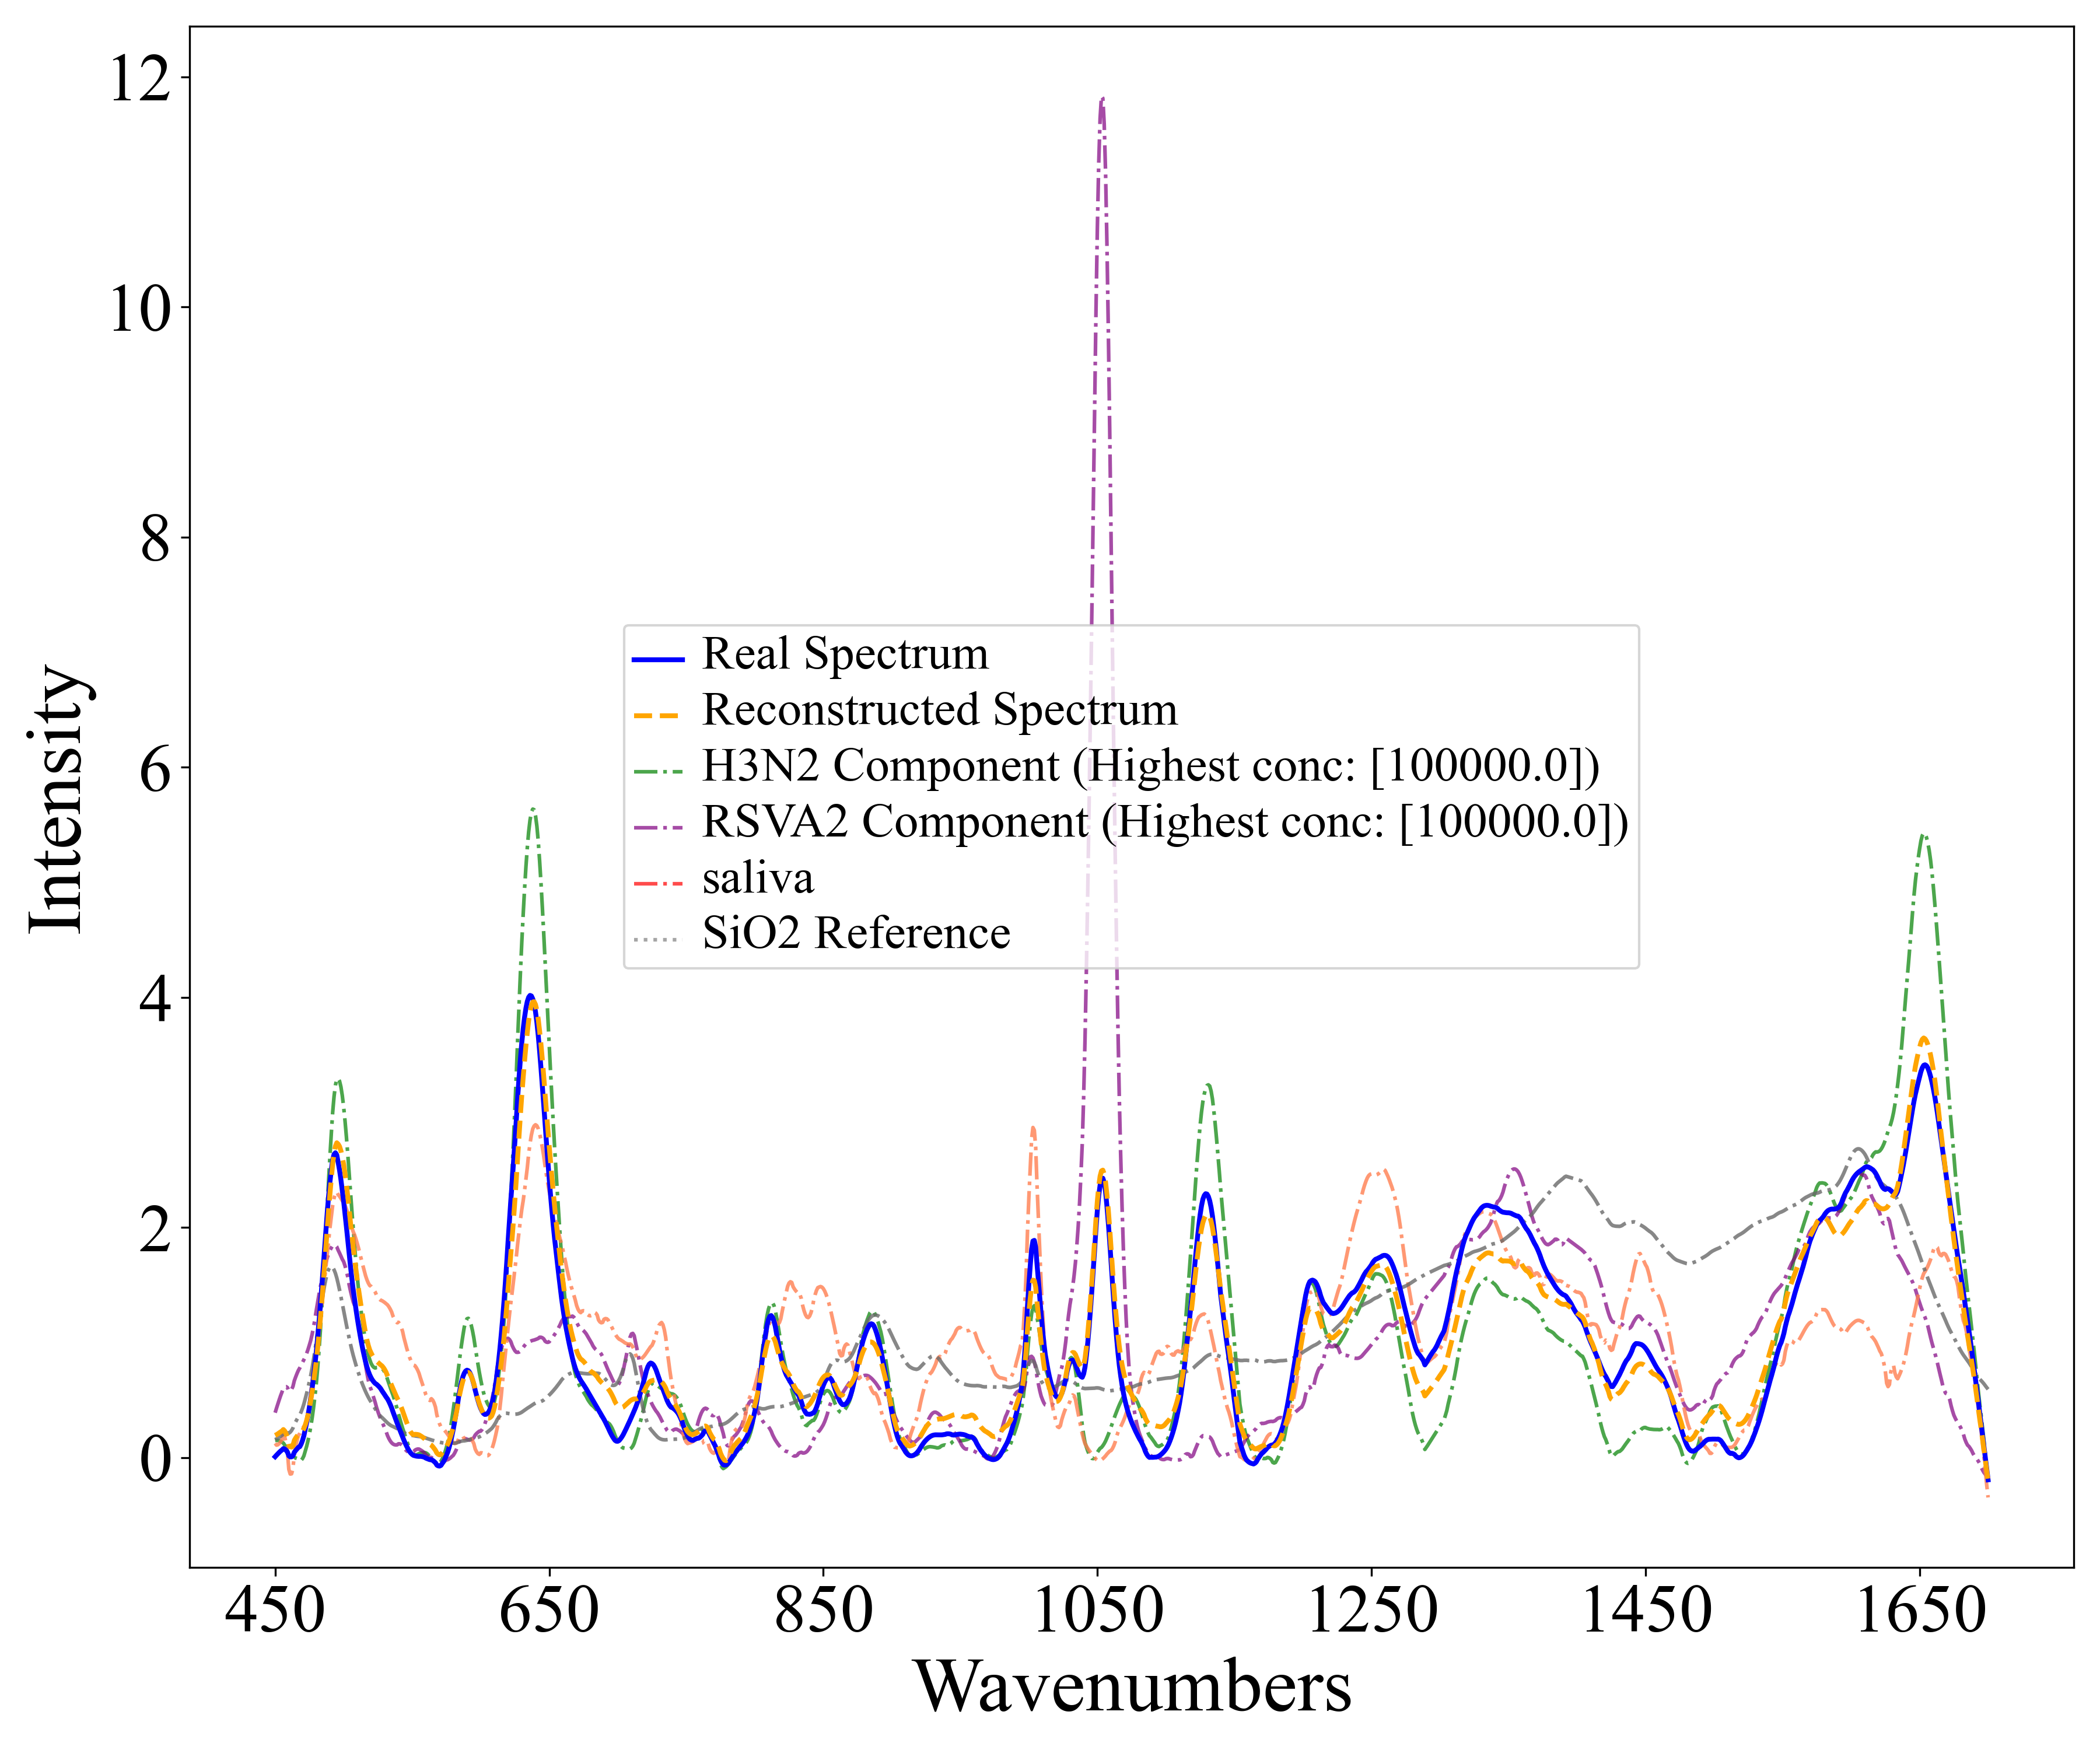 Intensity
12
10
8
6
4
2
0
Real Spectrum
Reconstructed Spectrum
H3N2 Component (Highest conc: [100000.0])
RSVA2 Component (Highest conc: [100000.0])
saliva
SiO2 Reference
450 650 850 1050 1250 1450 1650
Wavenumbers